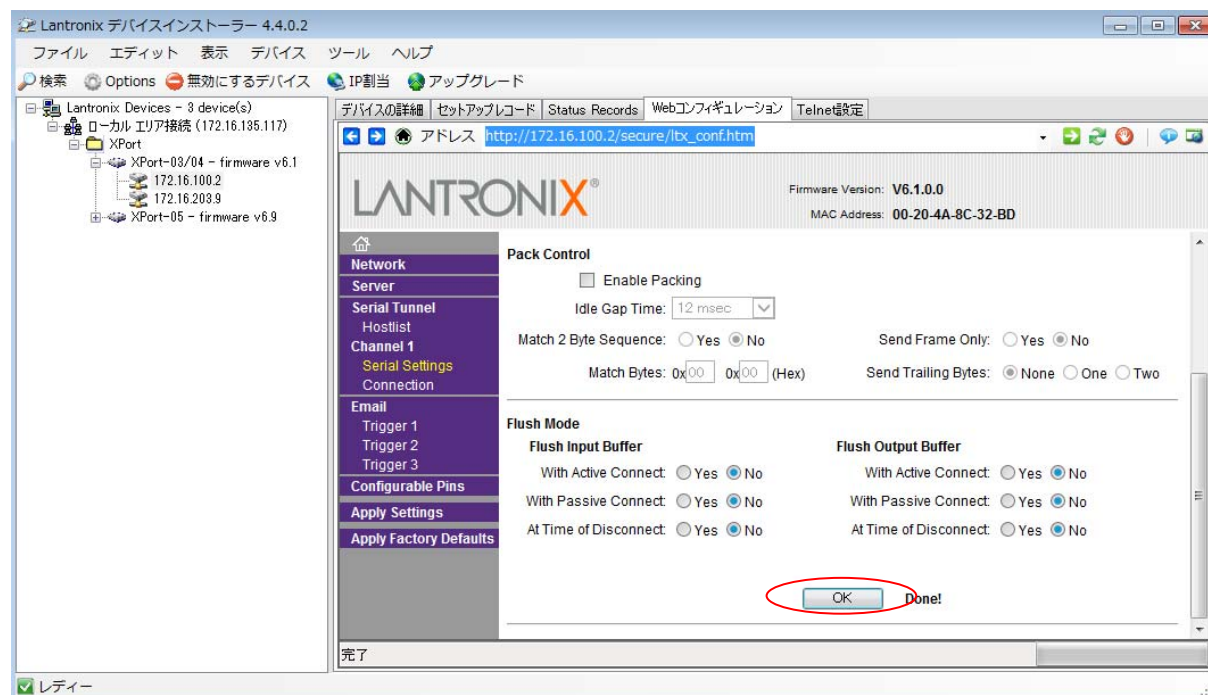 Lantronix デバイスインストーラー 4.4.0.2
ファイル エディット 表示 デバイス ツール ヘルプ
検索 Options 無効にするデバイス IP割当 アップグレード
Lantronix Devices - 3 device(s)
ローカル エリア接続 (172.16.135.117)
XPort
XPort-03/04 - firmware v6.1
172.16.100.2
172.16.203.9
XPort-05 - firmware v6.9
デバイスの詳細 セットアップレコード Status Records Webコンフィギュレーション Telnet設定
アドレス http://172.16.100.2/secure/ltx_conf.htm
LANTRONIX®
Firmware Version: V6.1.0.0
MAC Address: 00-20-4A-8C-32-BD
Network
Server
Serial Tunnel
Hostlist
Channel 1
Serial Settings
Connection
Email
Trigger 1
Trigger 2
Trigger 3
Configurable Pins
Apply Settings
Apply Factory Defaults
Pack Control
Enable Packing
Idle Gap Time: 12 msec
Match 2 Byte Sequence: Yes No Send Frame Only: Yes No
Match Bytes: 0x00 0x00 (Hex) Send Trailing Bytes: None One Two
Flush Mode
Flush Input Buffer Flush Output Buffer
With Active Connect: Yes No With Active Connect: Yes No
With Passive Connect: Yes No With Passive Connect: Yes No
At Time of Disconnect: Yes No At Time of Disconnect: Yes No
OK Done!
完了
レディー